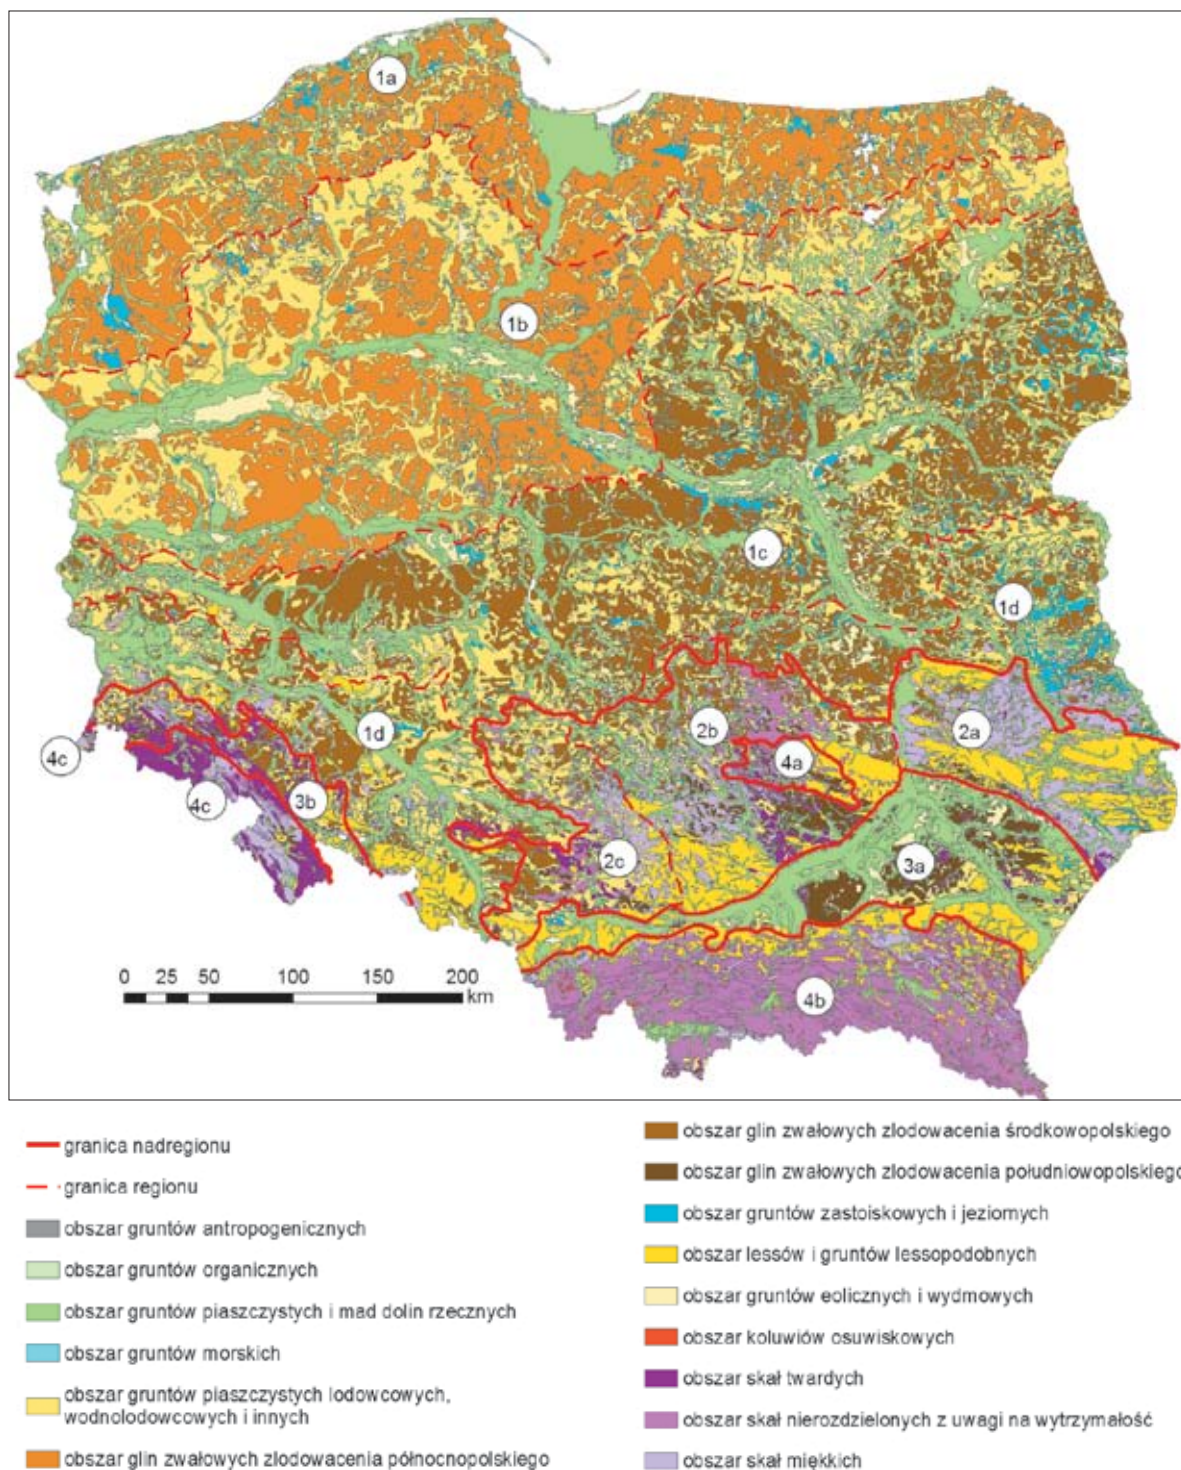 1a
1b
1c
1d
2b
2a
4c
1d
4a
4c
3b
2c
3a
4b
0 25 50 100 150 200
km
granica nadregionu
granica regionu
obszar gruntów antropogenicznych
obszar gruntów organicznych
obszar gruntów piaszczystych i mad dolin rzecznych
obszar gruntów morskich
obszar gruntów piaszczystych lodowcowych,
wodnolodowcowych i innych
obszar glin zwałowych zlodowacenia północnopolskiego
obszar glin zwałowych zlodowacenia środkowopolskiego
obszar glin zwałowych zlodowacenia południowopolskiego
obszar gruntów zastoiskowych i jeziornych
obszar lessów i gruntów lessopodobnych
obszar gruntów eolicznych i wydmowych
obszar koluwiów osuwiskowych
obszar skał twardych
obszar skał nierozdzielonych z uwagi na wytrzymałość
obszar skał miękkich